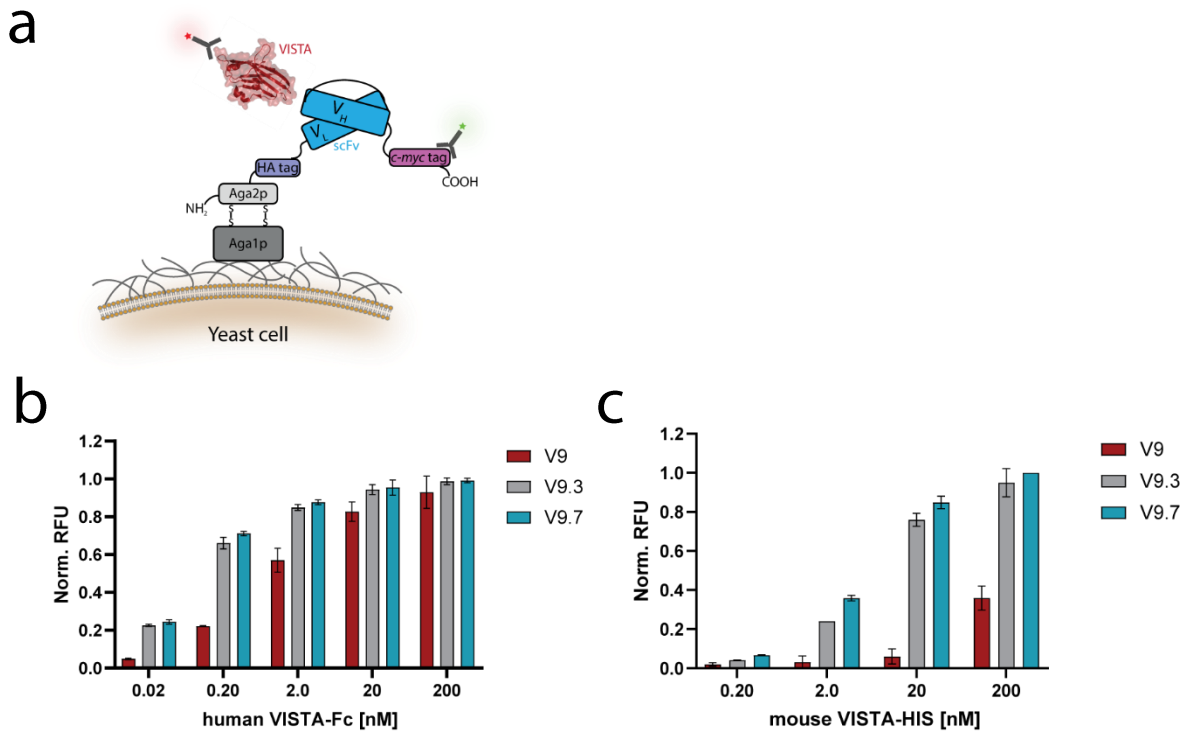 a
VISTA
VH
VL
scFv
HA tag
c-myc tag
COOH
Aga2p
NH2
S S
S S
Aga1p
Yeast cell
b
c
1.2
1.0
0.8
0.6
0.4
0.2
0.0
Norm. RFU
0.02 0.20 2.0 20 200
human VISTA-Fc [nM]
V9
V9.3
V9.7
1.2
1.0
0.8
0.6
0.4
0.2
0.0
Norm. RFU
0.20 2.0 20 200
mouse VISTA-HIS [nM]
V9
V9.3
V9.7